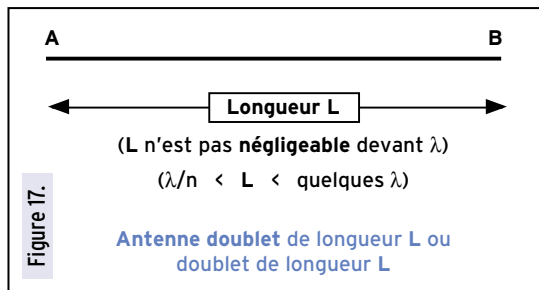 A B
Longueur L
(L n'est pas négligeable devant λ)
(λ/n < L < quelques λ)
Figure 17.
Antenne doublet de longueur L ou
doublet de longueur L